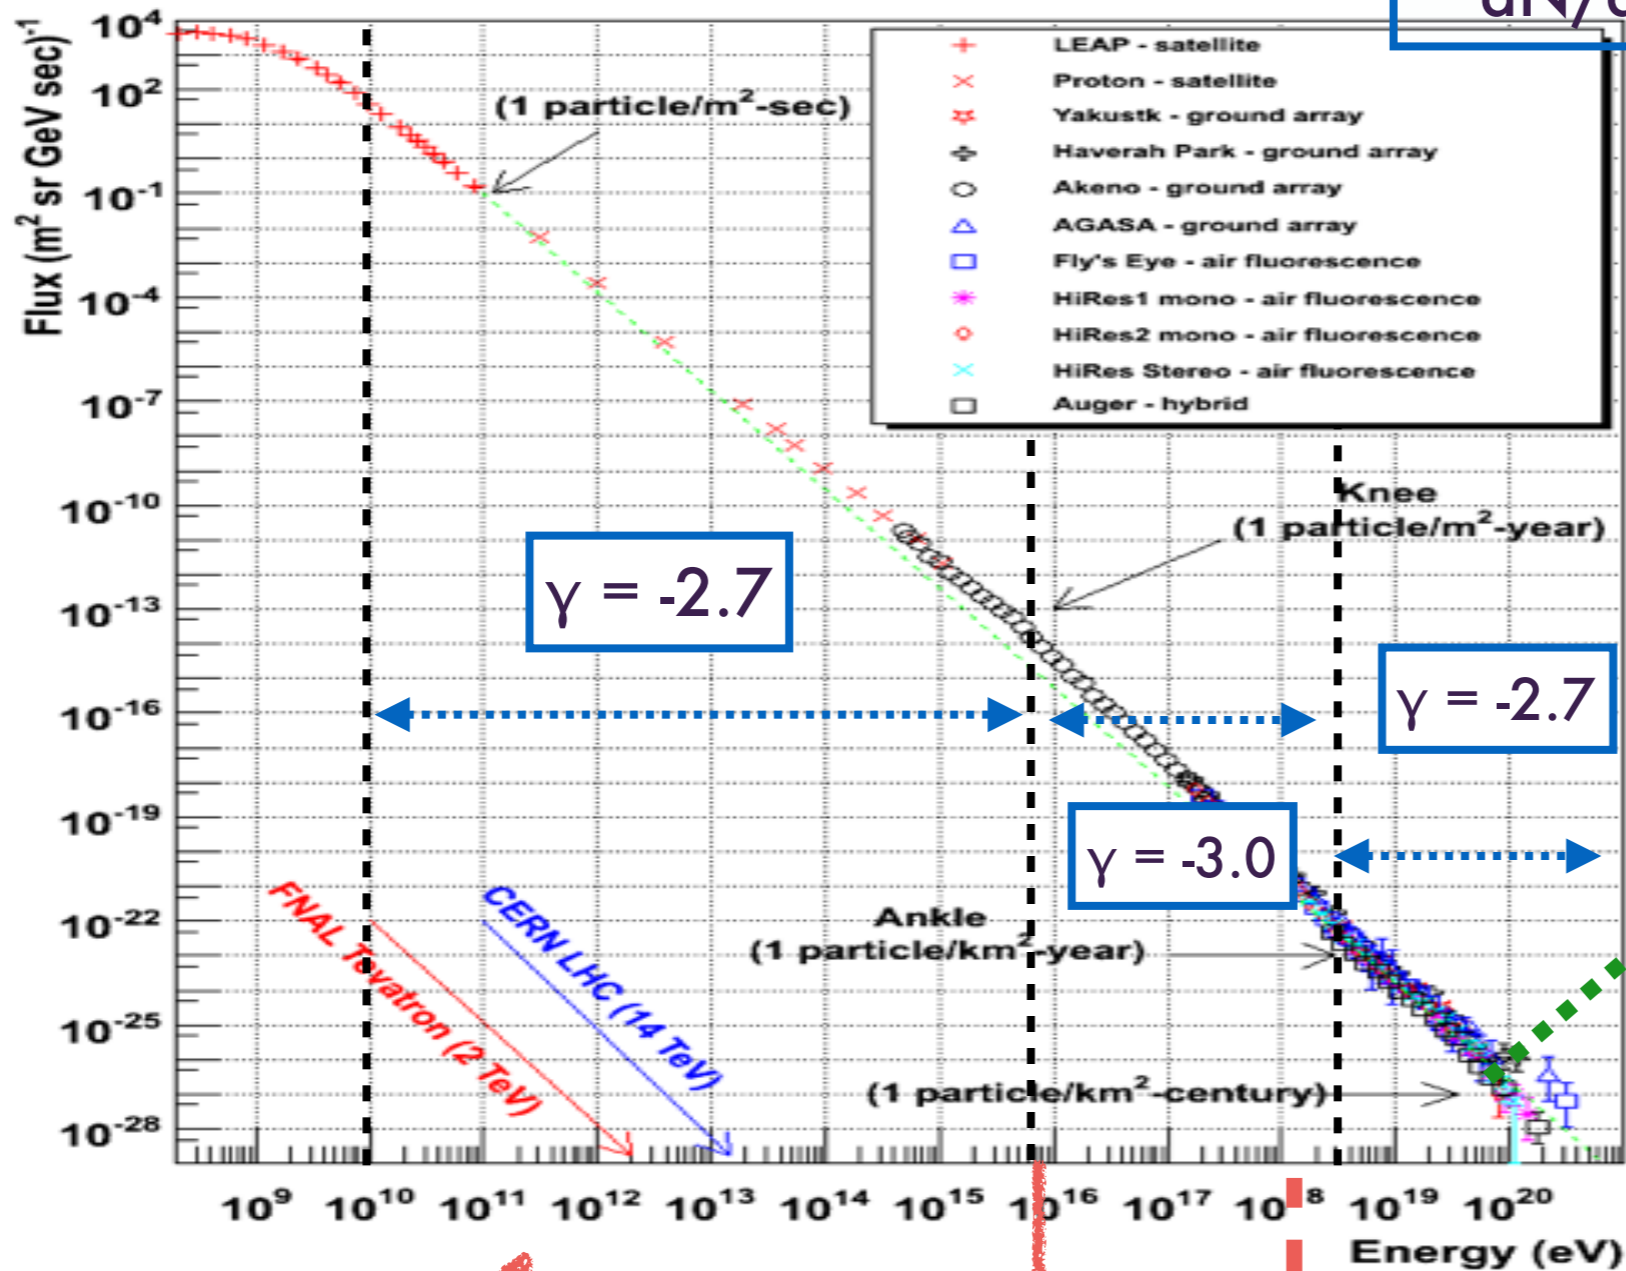 dN/d
Flux (m² sr GeV sec)⁻¹
10⁴
10²
10⁻¹
10⁻⁴
10⁻⁷
10⁻¹⁰
10⁻¹³
10⁻¹⁶
10⁻¹⁹
10⁻²²
10⁻²⁵
10⁻²⁸
(1 particle/m²-sec)
LEAP - satellite
Proton - satellite
Yakustk - ground array
Haverah Park - ground array
Akeno - ground array
AGASA - ground array
Fly's Eye - air fluorescence
HiRes1 mono - air fluorescence
HiRes2 mono - air fluorescence
HiRes Stereo - air fluorescence
Auger - hybrid
Knee
(1 particle/m²-year)
γ = -2.7
γ = -2.7
γ = -3.0
Ankle
(1 particle/km²-year)
FNAL Tevatron (2 TeV)
CERN LHC (14 TeV)
(1 particle/km²-century)
10⁹ 10¹⁰ 10¹¹ 10¹² 10¹³ 10¹⁴ 10¹⁵ 10¹⁶ 10¹⁷ 10¹⁸ 10¹⁹ 10²⁰
Energy (eV)